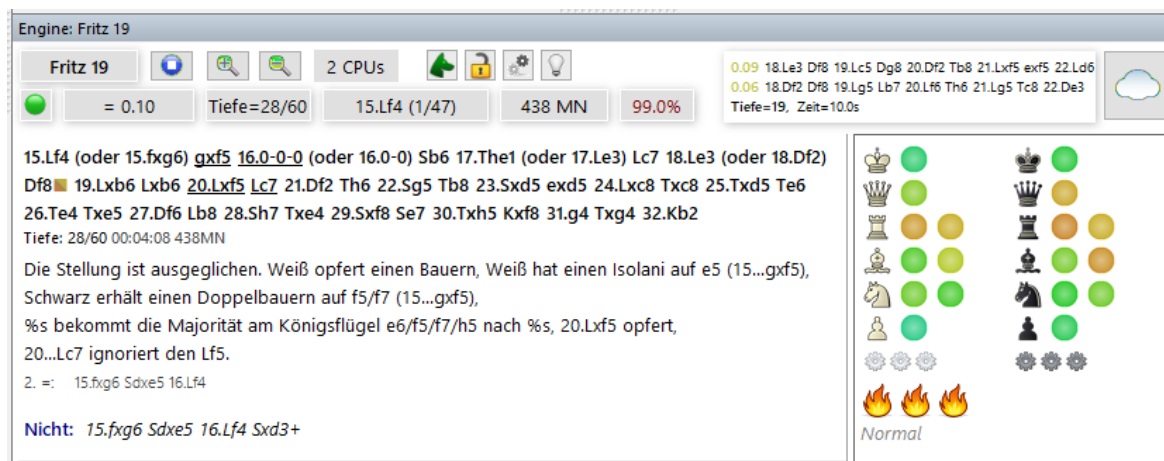 Engine: Fritz 19
Fritz 19
2 CPUs
0.09 18.Le3 Df8 19.Lc5 Dg8 20.Df2 Tb8 21.Lxf5 exf5 22.Ld6
0.06 18.Df2 Df8 19.Lg5 Lb7 20.Lf6 Th6 21.Lg5 Tc8 22.De3
Tiefe=19, Zeit=10.0s
= 0.10
Tiefe=28/60
15.Lf4 (1/47)
438 MN
99.0%
15.Lf4 (oder 15.fxg6) gxf5 16.0-0-0 (oder 16.0-0) Sb6 17.The1 (oder 17.Le3) Lc7 18.Le3 (oder 18.Df2)
Df8 19.Lxb6 Lxb6 20.Lxf5 Lc7 21.Df2 Th6 22.Sg5 Tb8 23.Sxd5 exd5 24.Lxc8 Txc8 25.Txd5 Te6
26.Te4 Txe5 27.Df6 Lb8 28.Sh7 Txe4 29.Sxf8 Se7 30.Txh5 Kxf8 31.g4 Txg4 32.Kb2
Tiefe: 28/60 00:04:08 438MN
Die Stellung ist ausgeglichen. Weiß opfert einen Bauern, Weiß hat einen Isolani auf e5 (15...gxf5),
Schwarz erhält einen Doppelbauern auf f5/f7 (15...gxf5),
%s bekommt die Majorität am Königsflügel e6/f5/f7/h5 nach %s, 20.Lxf5 opfert,
20...Lc7 ignoriert den Lf5.
2. =: 15.fxg6 Sdxe5 16.Lf4
Nicht: 15.fxg6 Sdxe5 16.Lf4 Sxd3+
Normal